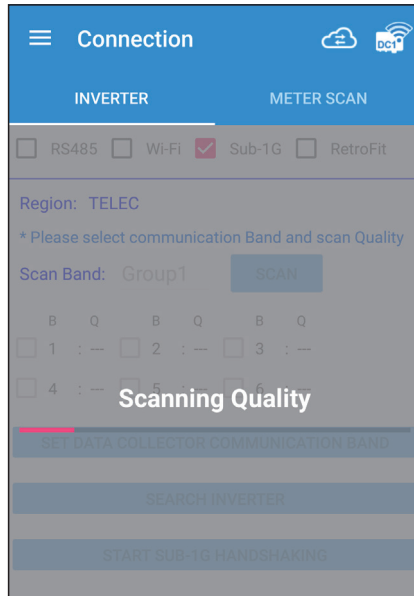 Connection
DC1
INVERTER METER SCAN
RS485 Wi-Fi Sub-1G RetroFit
Region: TELEC
* Please select communication Band and scan Quality
Scan Band: Group1 SCAN
B Q B Q B Q
1 : --- 2 : --- 3 : ---
4 : --- 5 : --- 6 : ---
Scanning Quality
SET DATA COLLECTOR COMMUNICATION BAND
SEARCH INVERTER
START SUB-1G HANDSHAKING